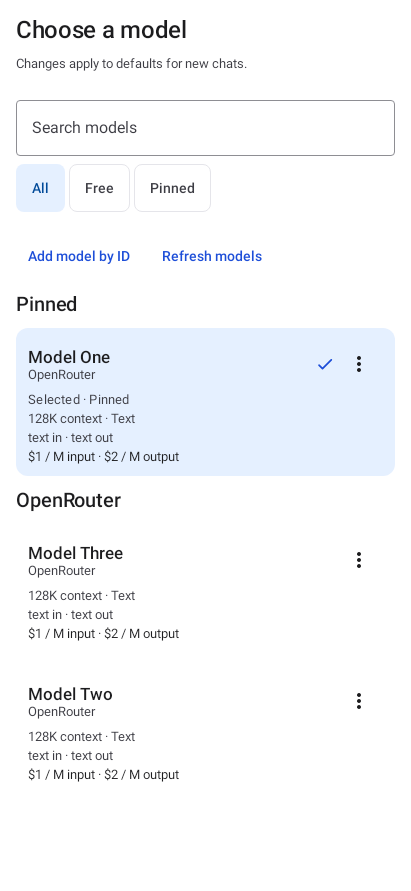 Choose a model
Changes apply to defaults for new chats.
Search models
All
Free
Pinned
Add model by ID
Refresh models
Pinned
Model One
OpenRouter
Selected · Pinned
128K context · Text
text in · text out
$1 / M input · $2 / M output
OpenRouter
Model Three
OpenRouter
128K context · Text
text in · text out
$1 / M input · $2 / M output
Model Two
OpenRouter
128K context · Text
text in · text out
$1 / M input · $2 / M output